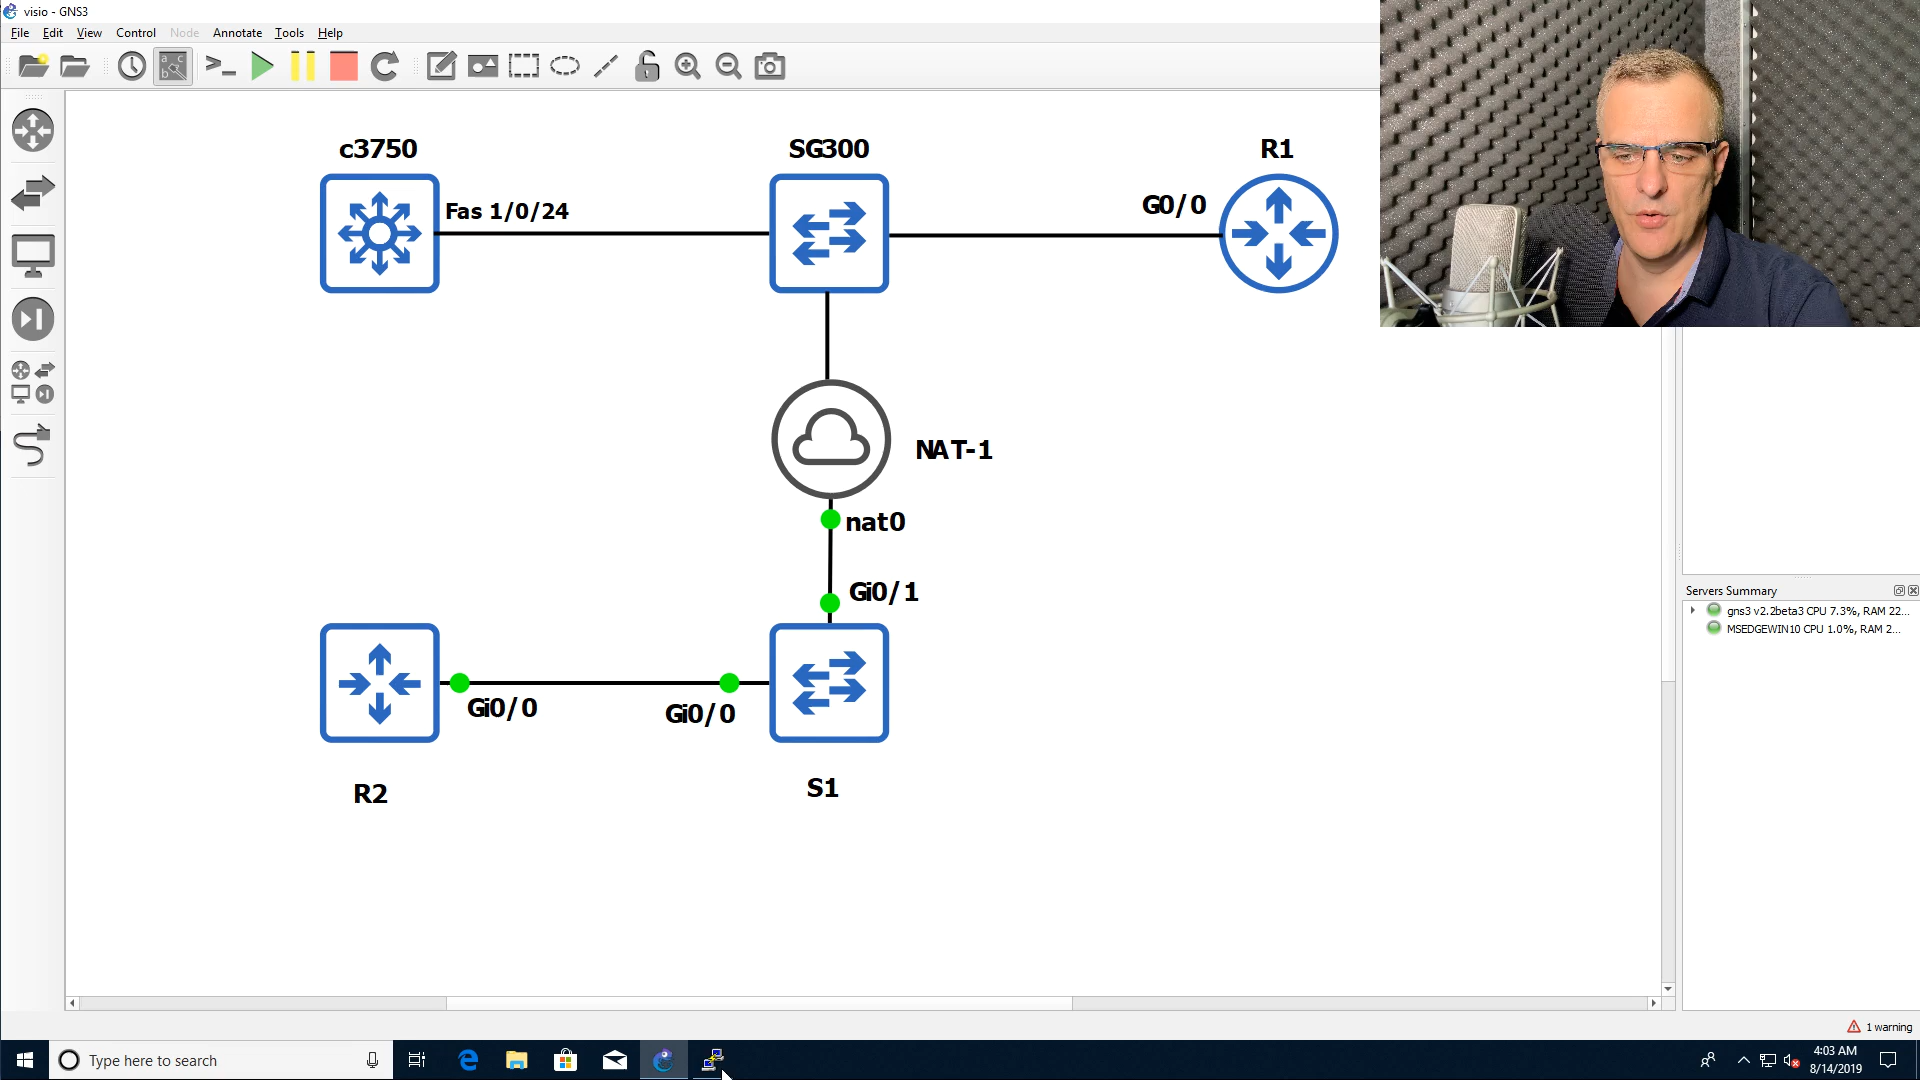 visio - GNS3
File Edit View Control Node Annotate Tools Help
c3750
SG300
R1
Fas 1/0/24
G0/0
NAT-1
nat0
Gi0/1
Gi0/0
Gi0/0
R2
S1
Servers Summary
gns3 v2.2beta3 CPU 7.3%, RAM 22...
MSEDGEWIN10 CPU 1.0%, RAM 2...
1 warning
Type here to search
4:03 AM
8/14/2019